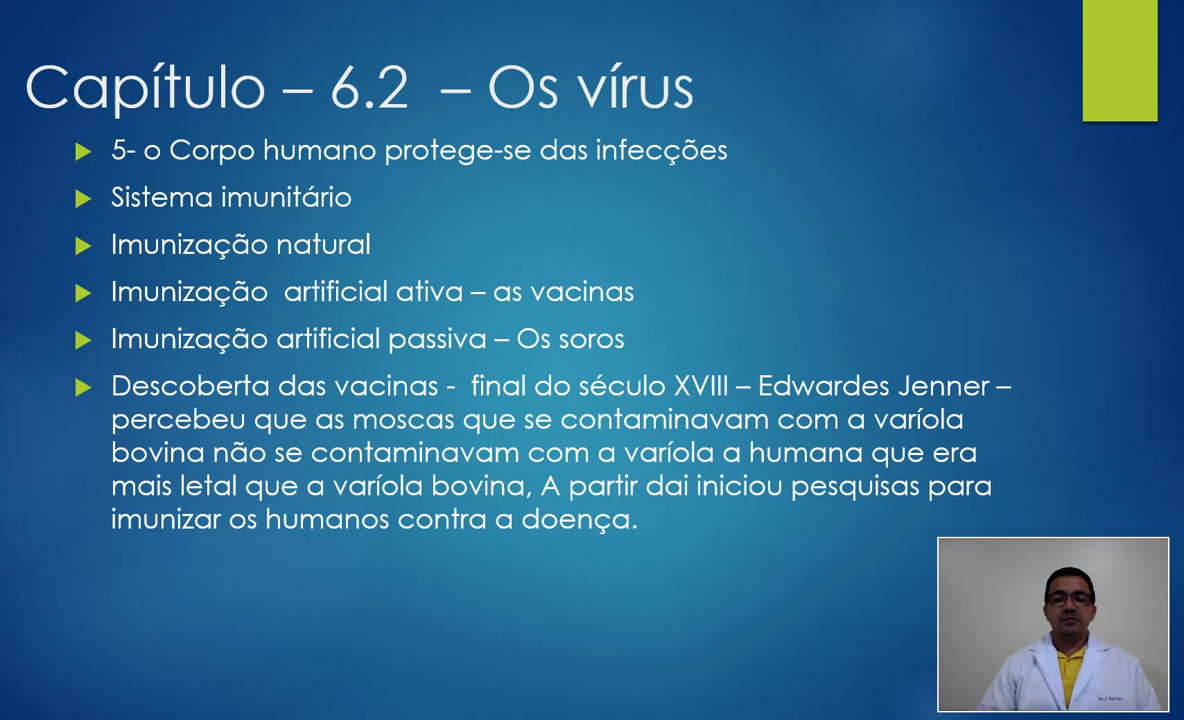 Capítulo – 6.2 – Os vírus
5- o Corpo humano protege-se das infecções
Sistema imunitário
Imunização natural
Imunização artificial ativa – as vacinas
Imunização artificial passiva – Os soros
Descoberta das vacinas - final do século XVIII – Edwardes Jenner –
percebeu que as moscas que se contaminavam com a varíola
bovina não se contaminavam com a varíola a humana que era
mais letal que a varíola bovina, A partir dai iniciou pesquisas para
imunizar os humanos contra a doença.